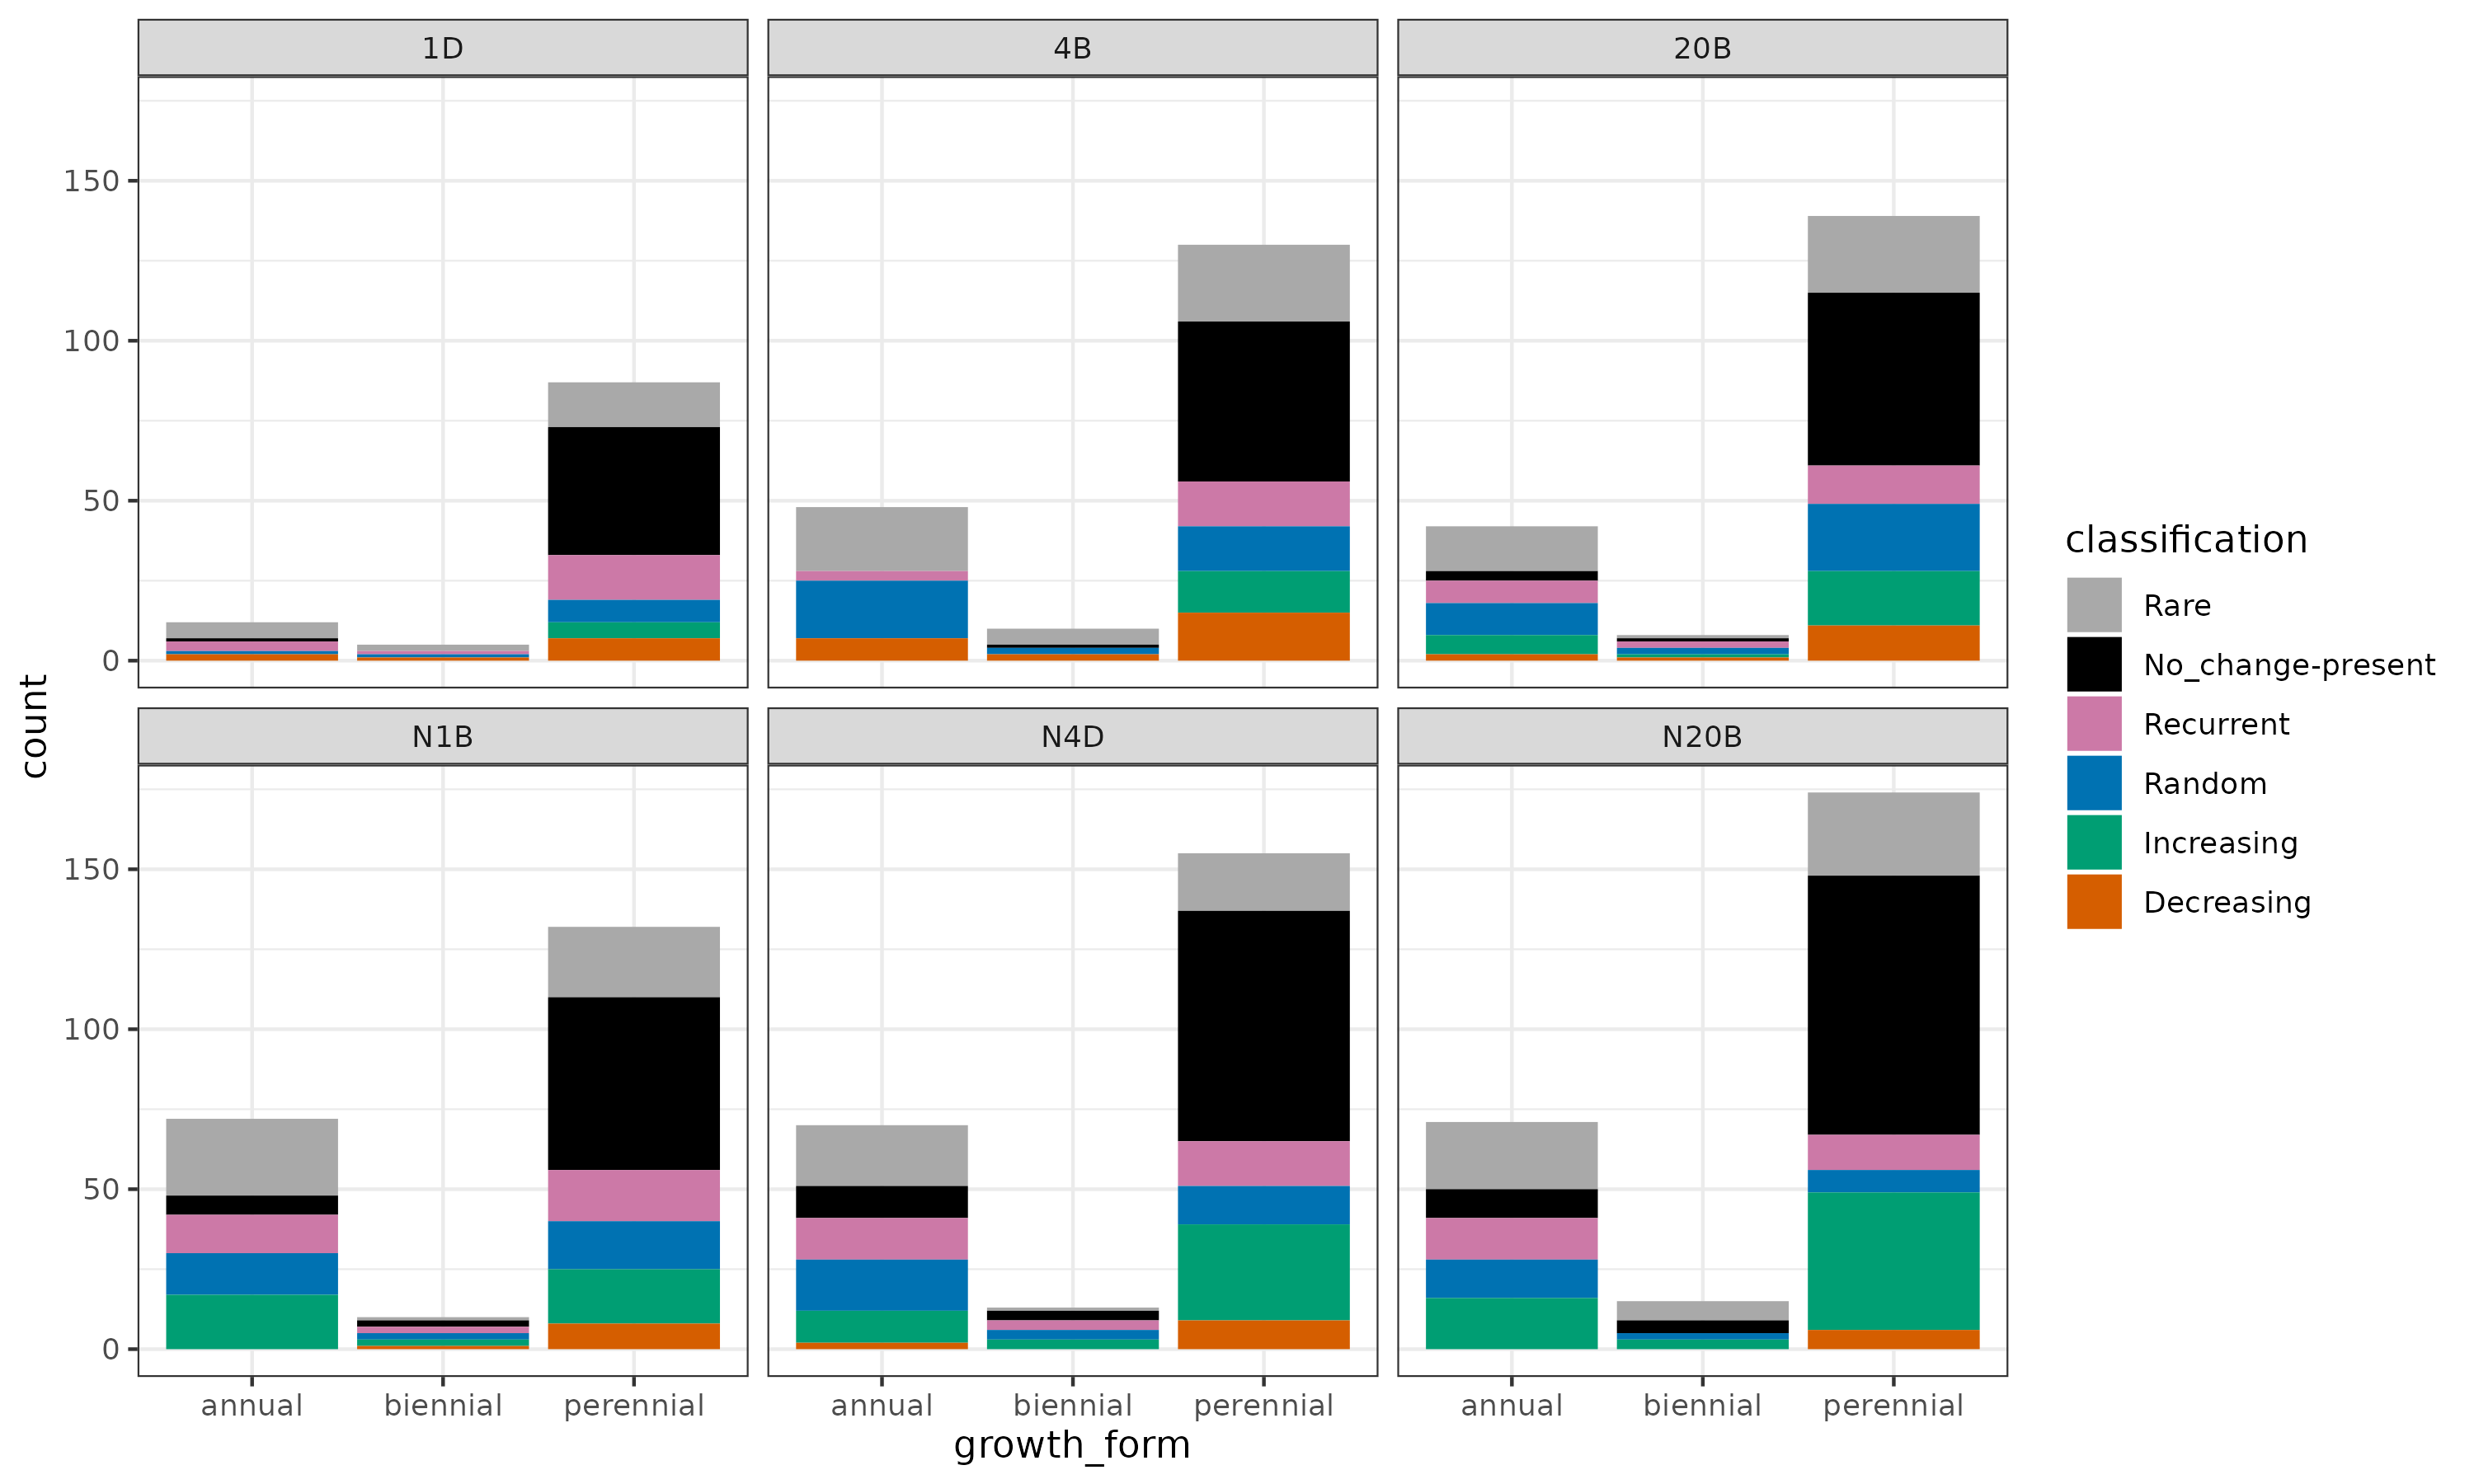 1D
4B
20B
150
100
50
0
N1B
N4D
N20B
150
100
50
0
annual
biennial
perennial
annual
biennial
perennial
annual
biennial
perennial
growth_form
count
classification
Rare
No_change-present
Recurrent
Random
Increasing
Decreasing